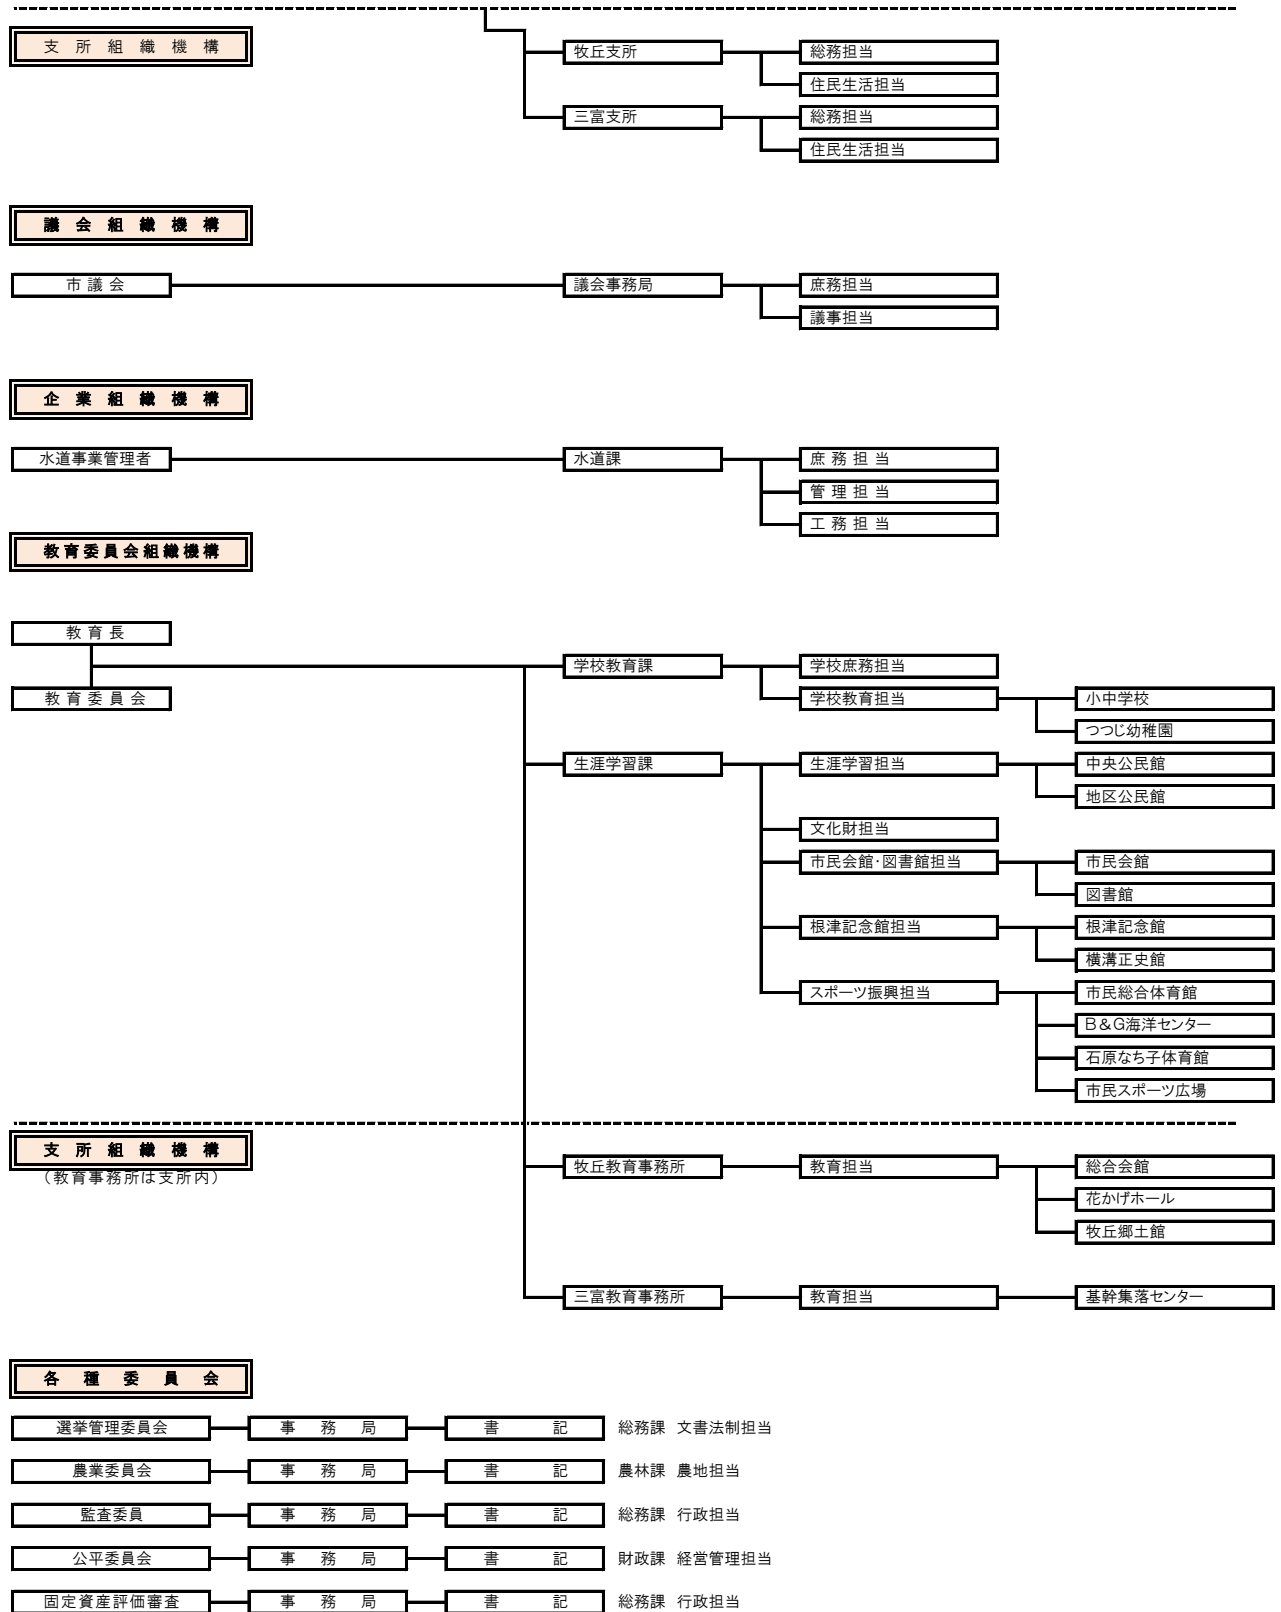 支所組織機構
牧丘支所 総務担当
住民生活担当
三富支所 総務担当
住民生活担当
議会組織機構
市議会 議会事務局 庶務担当
議事担当
企業組織機構
水道事業管理者 水道課 庶務担当
管理担当
工務担当
教育委員会組織機構
教育長
学校教育課 学校庶務担当
教育委員会 学校教育担当 小中学校
つつじ幼稚園
生涯学習課 生涯学習担当 中央公民館
地区公民館
文化財担当
市民会館・図書館担当 市民会館
図書館
根津記念館担当 根津記念館
横溝正史館
スポーツ振興担当 市民総合体育館
B&G海洋センター
石原なち子体育館
市民スポーツ広場
支所組織機構
(教育事務所は支所内)
牧丘教育事務所 教育担当 総合会館
花かげホール
牧丘郷土館
三富教育事務所 教育担当 基幹集落センター
各種委員会
選挙管理委員会 事務局 書記 総務課 文書法制担当
農業委員会 事務局 書記 農林課 農地担当
監査委員 事務局 書記 総務課 行政担当
公平委員会 事務局 書記 財政課 経営管理担当
固定資産評価審査 事務局 書記 総務課 行政担当